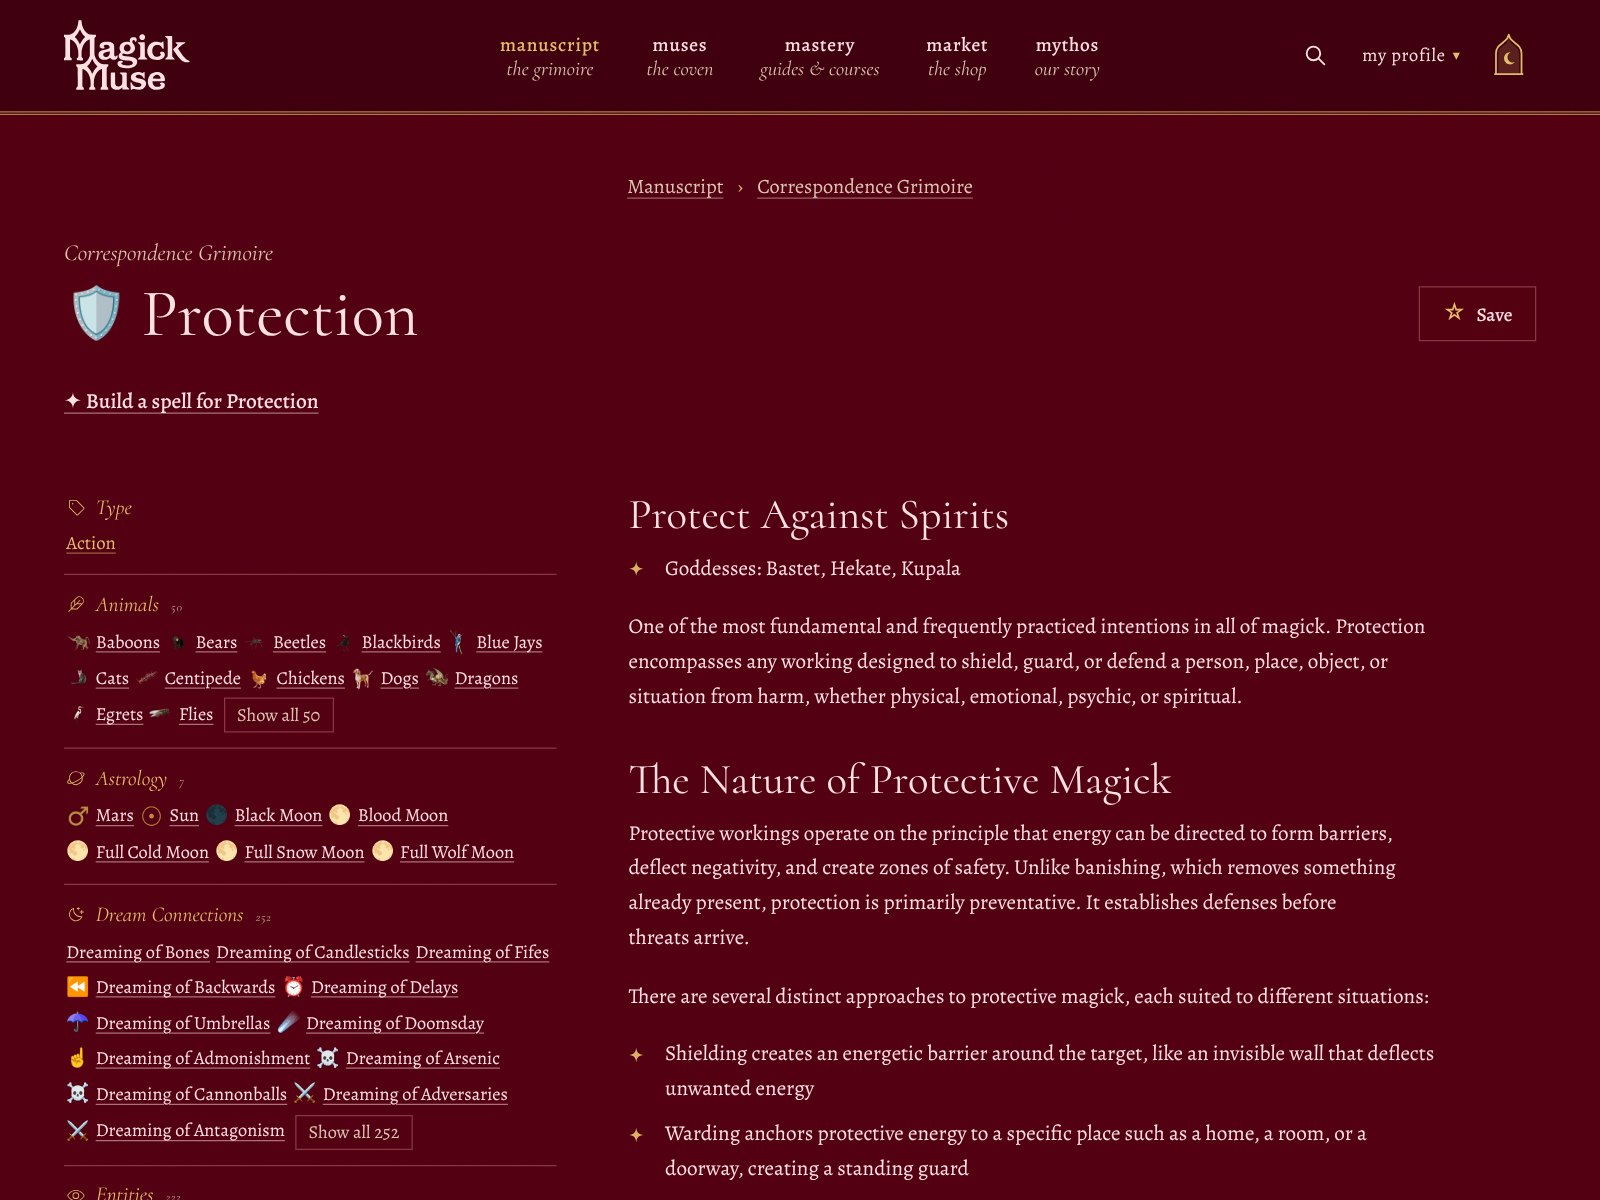 Magick
Muse
manuscript
the grimoire
muses
the coven
mastery
guides & courses
market
the shop
mythos
our story
my profile ▾
Manuscript › Correspondence Grimoire
Correspondence Grimoire
Protection
☆ Save
✦ Build a spell for Protection
Type
Action
Animals 50
Baboons Bears Beetles Blackbirds Blue Jays
Cats Centipede Chickens Dogs Dragons
Egrets Flies Show all 50
Astrology 7
Mars Sun Black Moon Blood Moon
Full Cold Moon Full Snow Moon Full Wolf Moon
Dream Connections 252
Dreaming of Bones Dreaming of Candlesticks Dreaming of Fifes
Dreaming of Backwards Dreaming of Delays
Dreaming of Umbrellas Dreaming of Doomsday
Dreaming of Admonishment Dreaming of Arsenic
Dreaming of Cannonballs Dreaming of Adversaries
Dreaming of Antagonism Show all 252
Entities
Protect Against Spirits
✦ Goddesses: Bastet, Hekate, Kupala
One of the most fundamental and frequently practiced intentions in all of magick. Protection
encompasses any working designed to shield, guard, or defend a person, place, object, or
situation from harm, whether physical, emotional, psychic, or spiritual.
The Nature of Protective Magick
Protective workings operate on the principle that energy can be directed to form barriers,
deflect negativity, and create zones of safety. Unlike banishing, which removes something
already present, protection is primarily preventative. It establishes defenses before
threats arrive.
There are several distinct approaches to protective magick, each suited to different situations:
✦ Shielding creates an energetic barrier around the target, like an invisible wall that deflects
unwanted energy
✦ Warding anchors protective energy to a specific place such as a home, a room, or a
doorway, creating a standing guard